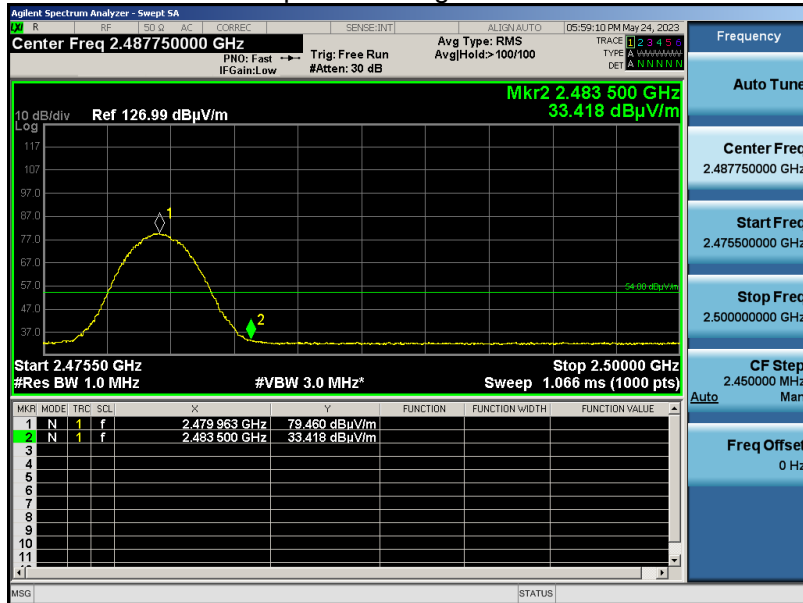 Agilent Spectrum Analyzer - Swept SA
LXI R RF 50 Ω AC CORREC SENSE:INT ALIGN AUTO 05:59:10 PM May 24, 2023
Center Freq 2.487750000 GHz
PNO: Fast
IFGain:Low
Trig: Free Run
#Atten: 30 dB
Avg Type: RMS
Avg|Hold:>100/100
TRACE 1 2 3 4 5 6
TYPE A
DET A N N N N N
Mkr2 2.483 500 GHz
33.418 dBµV/m
10 dB/div Ref 126.99 dBµV/m
Log
117
107
97.0
87.0
77.0
67.0
57.0
47.0
37.0
1
2
54.00 dBµV/m
Start 2.47550 GHz Stop 2.50000 GHz
#Res BW 1.0 MHz #VBW 3.0 MHz* Sweep 1.066 ms (1000 pts)
MKR MODE TRC SCL X Y FUNCTION FUNCTION WIDTH FUNCTION VALUE
1 N 1 f 2.479 963 GHz 79.460 dBµV/m
2 N 1 f 2.483 500 GHz 33.418 dBµV/m
3
4
5
6
7
8
9
10
11
MSG STATUS
Frequency
Auto Tune
Center Freq
2.487750000 GHz
Start Freq
2.475500000 GHz
Stop Freq
2.500000000 GHz
CF Step
2.450000 MHz
Auto Man
Freq Offset
0 Hz